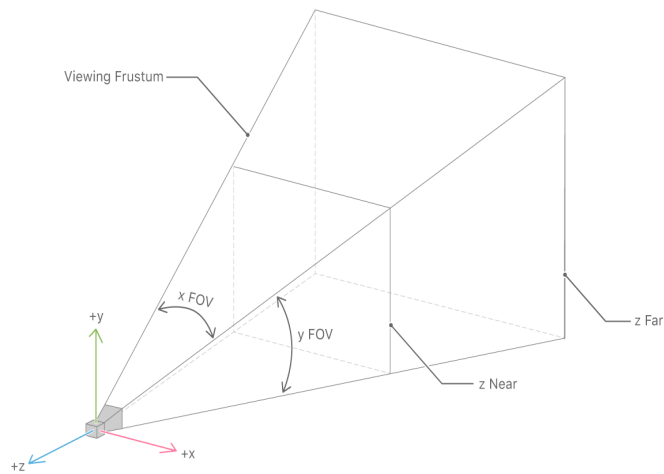 Viewing Frustum
x FOV
+y
y FOV
z Far
z Near
+x
+z